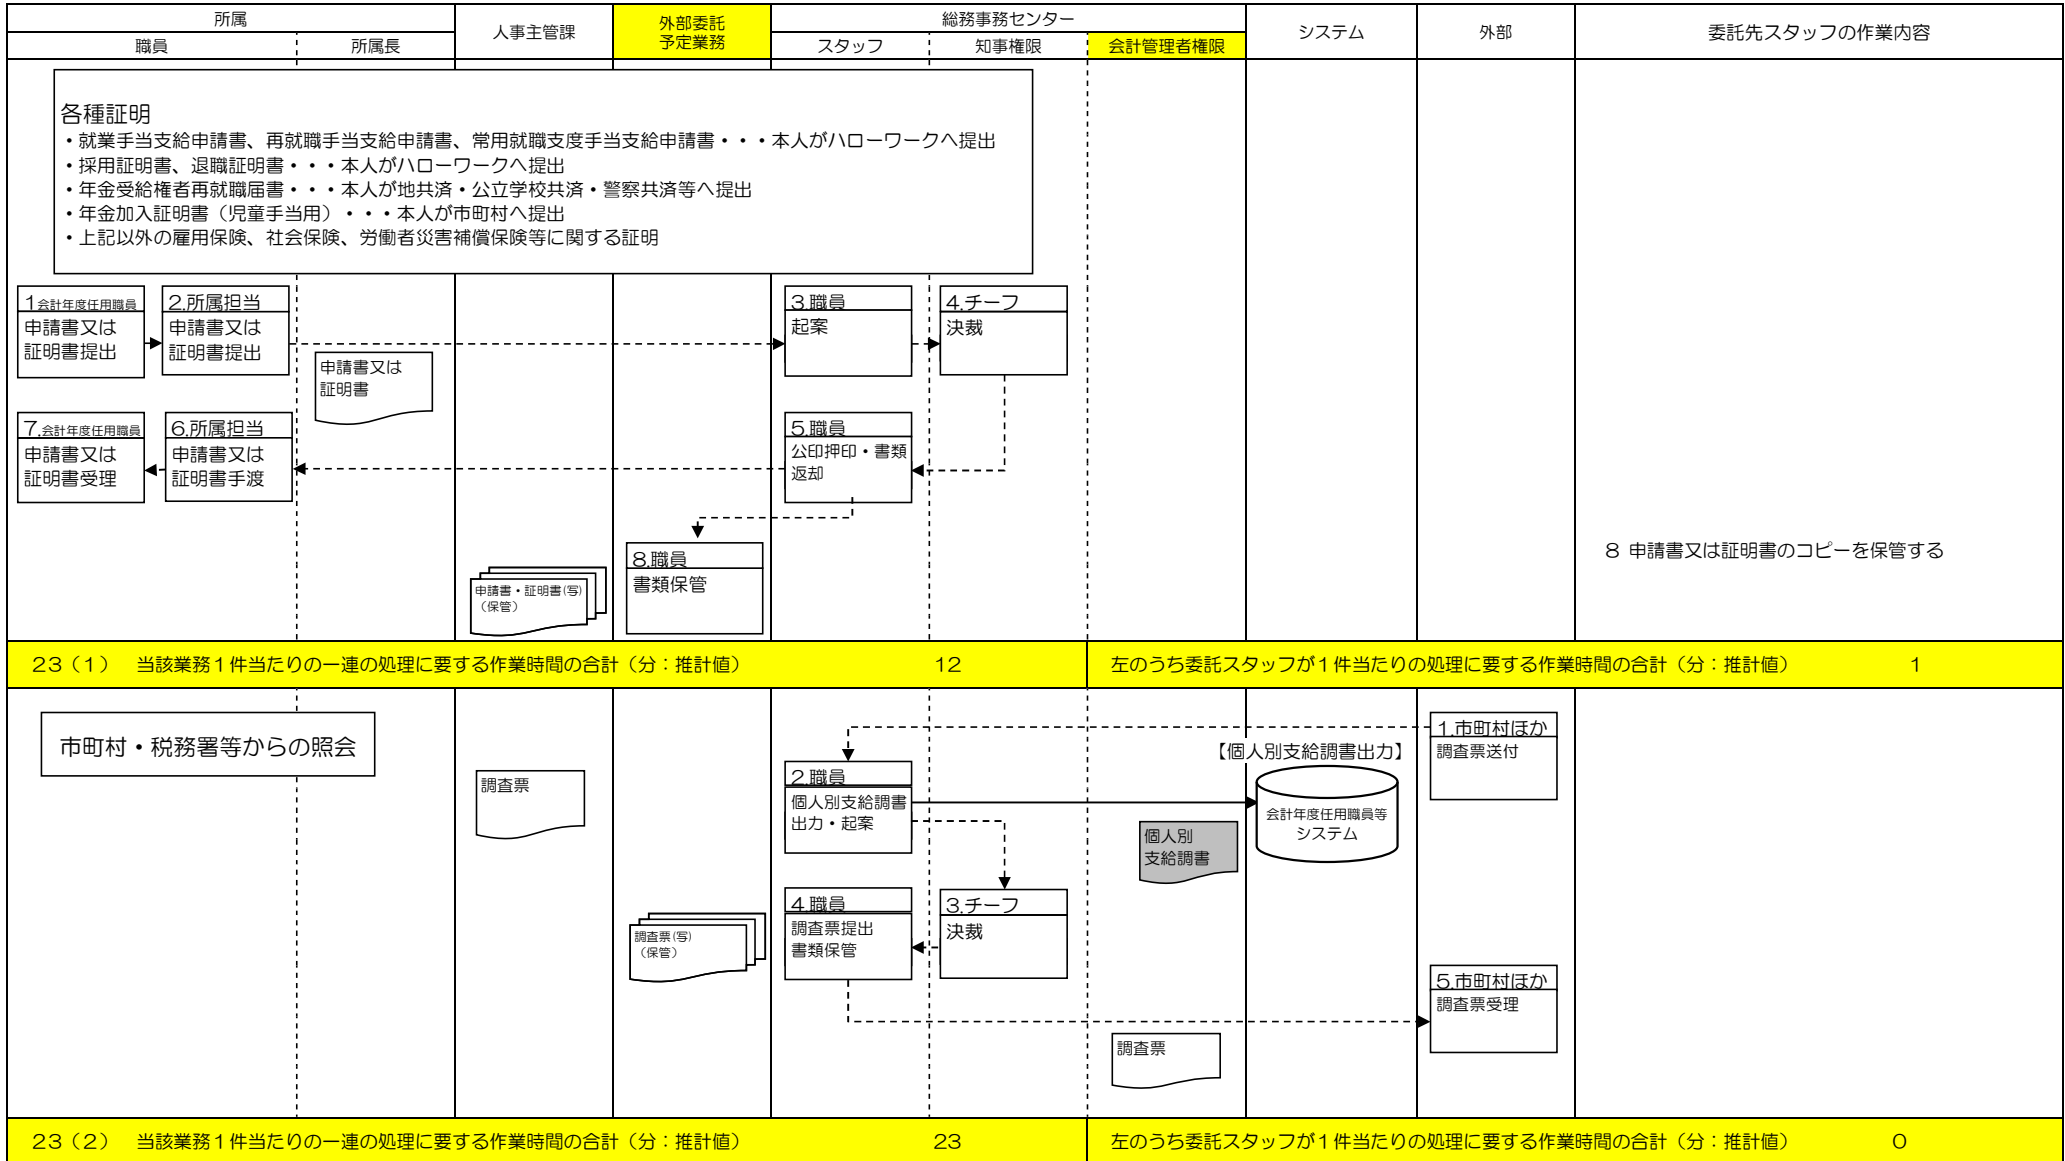 所属
人事主管課
外部委託
予定業務
総務事務センター
システム
外部
委託先スタッフの作業内容
職員
所属長
スタッフ
知事権限
会計管理者権限
各種証明
・就業手当支給申請書、再就職手当支給申請書、常用就職支度手当支給申請書・・・本人がハローワークへ提出
・採用証明書、退職証明書・・・本人がハローワークへ提出
・年金受給権者再就職届書・・・本人が地共済・公立学校共済・警察共済等へ提出
・年金加入証明書（児童手当用）・・・本人が市町村へ提出
・上記以外の雇用保険、社会保険、労働者災害補償保険等に関する証明
1会計年度任用職員
申請書又は
証明書提出
2.所属担当
申請書又は
証明書提出
申請書又は
証明書
3.職員
起案
4.チーフ
決裁
7.会計年度任用職員
申請書又は
証明書受理
6.所属担当
申請書又は
証明書手渡
5.職員
公印押印・書類
返却
申請書・証明書(写)
（保管）
8.職員
書類保管
8 申請書又は証明書のコピーを保管する
23（1）　当該業務1件当たりの一連の処理に要する作業時間の合計（分：推計値）　12
左のうち委託スタッフが1件当たりの処理に要する作業時間の合計（分：推計値）　1
市町村・税務署等からの照会
調査票
2.職員
個人別支給調書
出力・起案
【個人別支給調書出力】
会計年度任用職員等
システム
1.市町村ほか
調査票送付
個人別
支給調書
調査票(写)
（保管）
4.職員
調査票提出
書類保管
3.チーフ
決裁
5.市町村ほか
調査票受理
調査票
23（2）　当該業務1件当たりの一連の処理に要する作業時間の合計（分：推計値）　23
左のうち委託スタッフが1件当たりの処理に要する作業時間の合計（分：推計値）　0